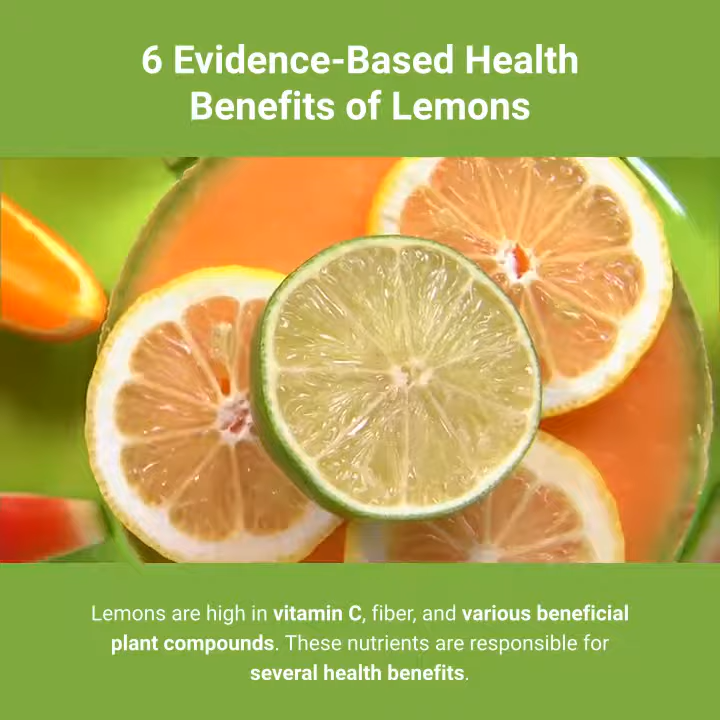 6 Evidence-Based Health
Benefits of Lemons
Lemons are high in vitamin C, fiber, and various beneficial
plant compounds. These nutrients are responsible for
several health benefits.